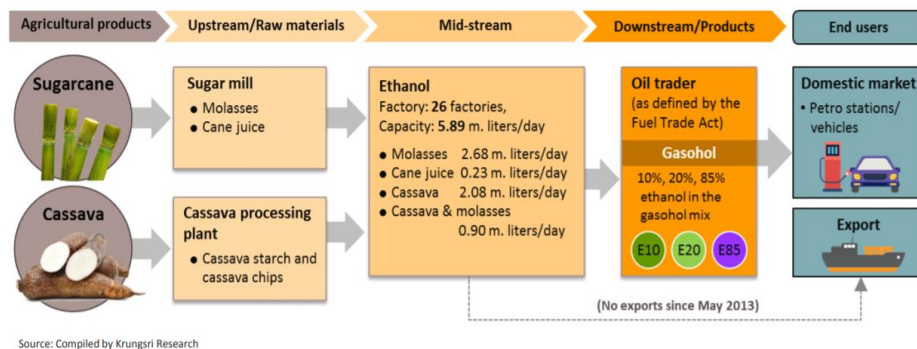 Agricultural products
Upstream/Raw materials
Mid-stream
Downstream/Products
End users
Sugarcane
Cassava
Sugar mill
● Molasses
● Cane juice
Cassava processing
plant
● Cassava starch and
cassava chips
Ethanol
Factory: 26 factories,
Capacity: 5.89 m. liters/day
● Molasses 2.68 m. liters/day
● Cane juice 0.23 m. liters/day
● Cassava 2.08 m. liters/day
● Cassava & molasses
0.90 m. liters/day
Oil trader
(as defined by the
Fuel Trade Act)
Gasohol
10%, 20%, 85%
ethanol in the
gasohol mix
E10 E20 E85
Domestic market
• Petro stations/
vehicles
Export
(No exports since May 2013)
Source: Compiled by Krungsri Research